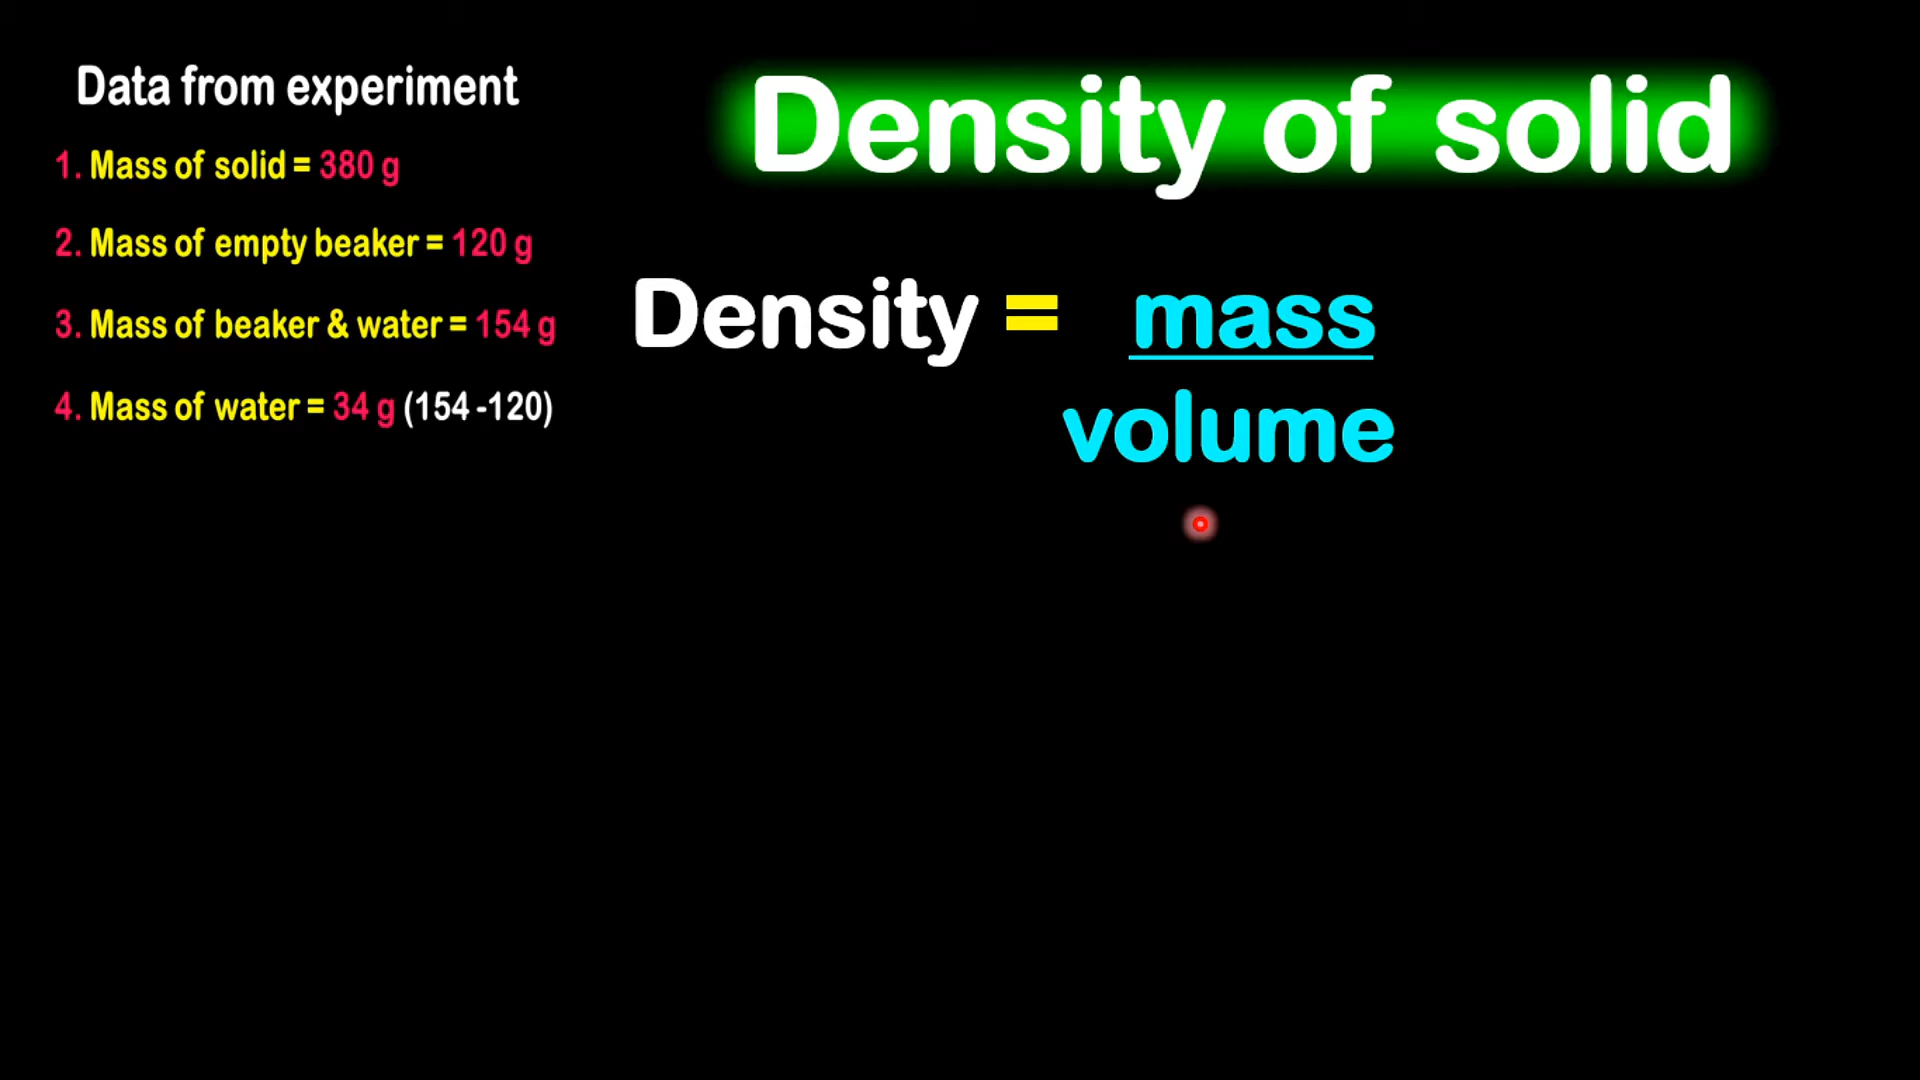 Data from experiment
1. Mass of solid = 380 g
2. Mass of empty beaker = 120 g
3. Mass of beaker & water = 154 g
4. Mass of water = 34 g (154 -120)
Density of solid
Density = mass
volume